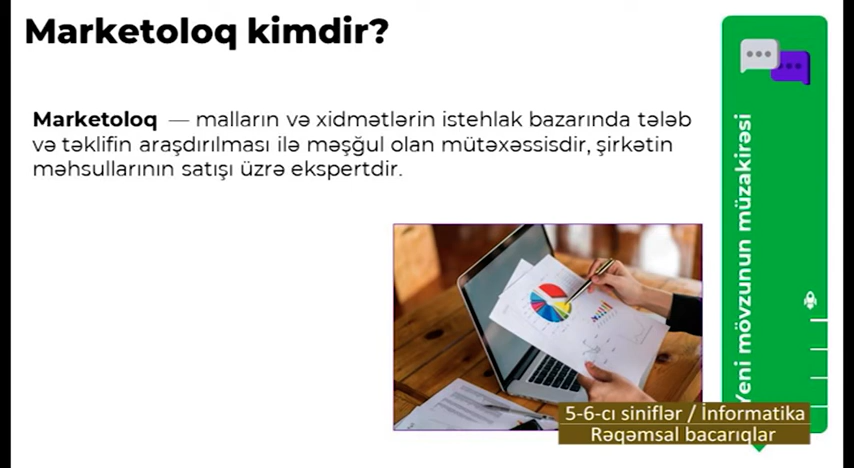 Marketoloq kimdir?
Marketoloq — malların və xidmətlərin istehlak bazarında tələb
və təklifin araşdırılması ilə məşğul olan mütəxəssisdir, şirkətin
məhsullarının satışı üzrə ekspertdir.
Yeni mövzunun müzakirəsi
5-6-cı siniflər / İnformatika
Rəqəmsal bacarıqlar